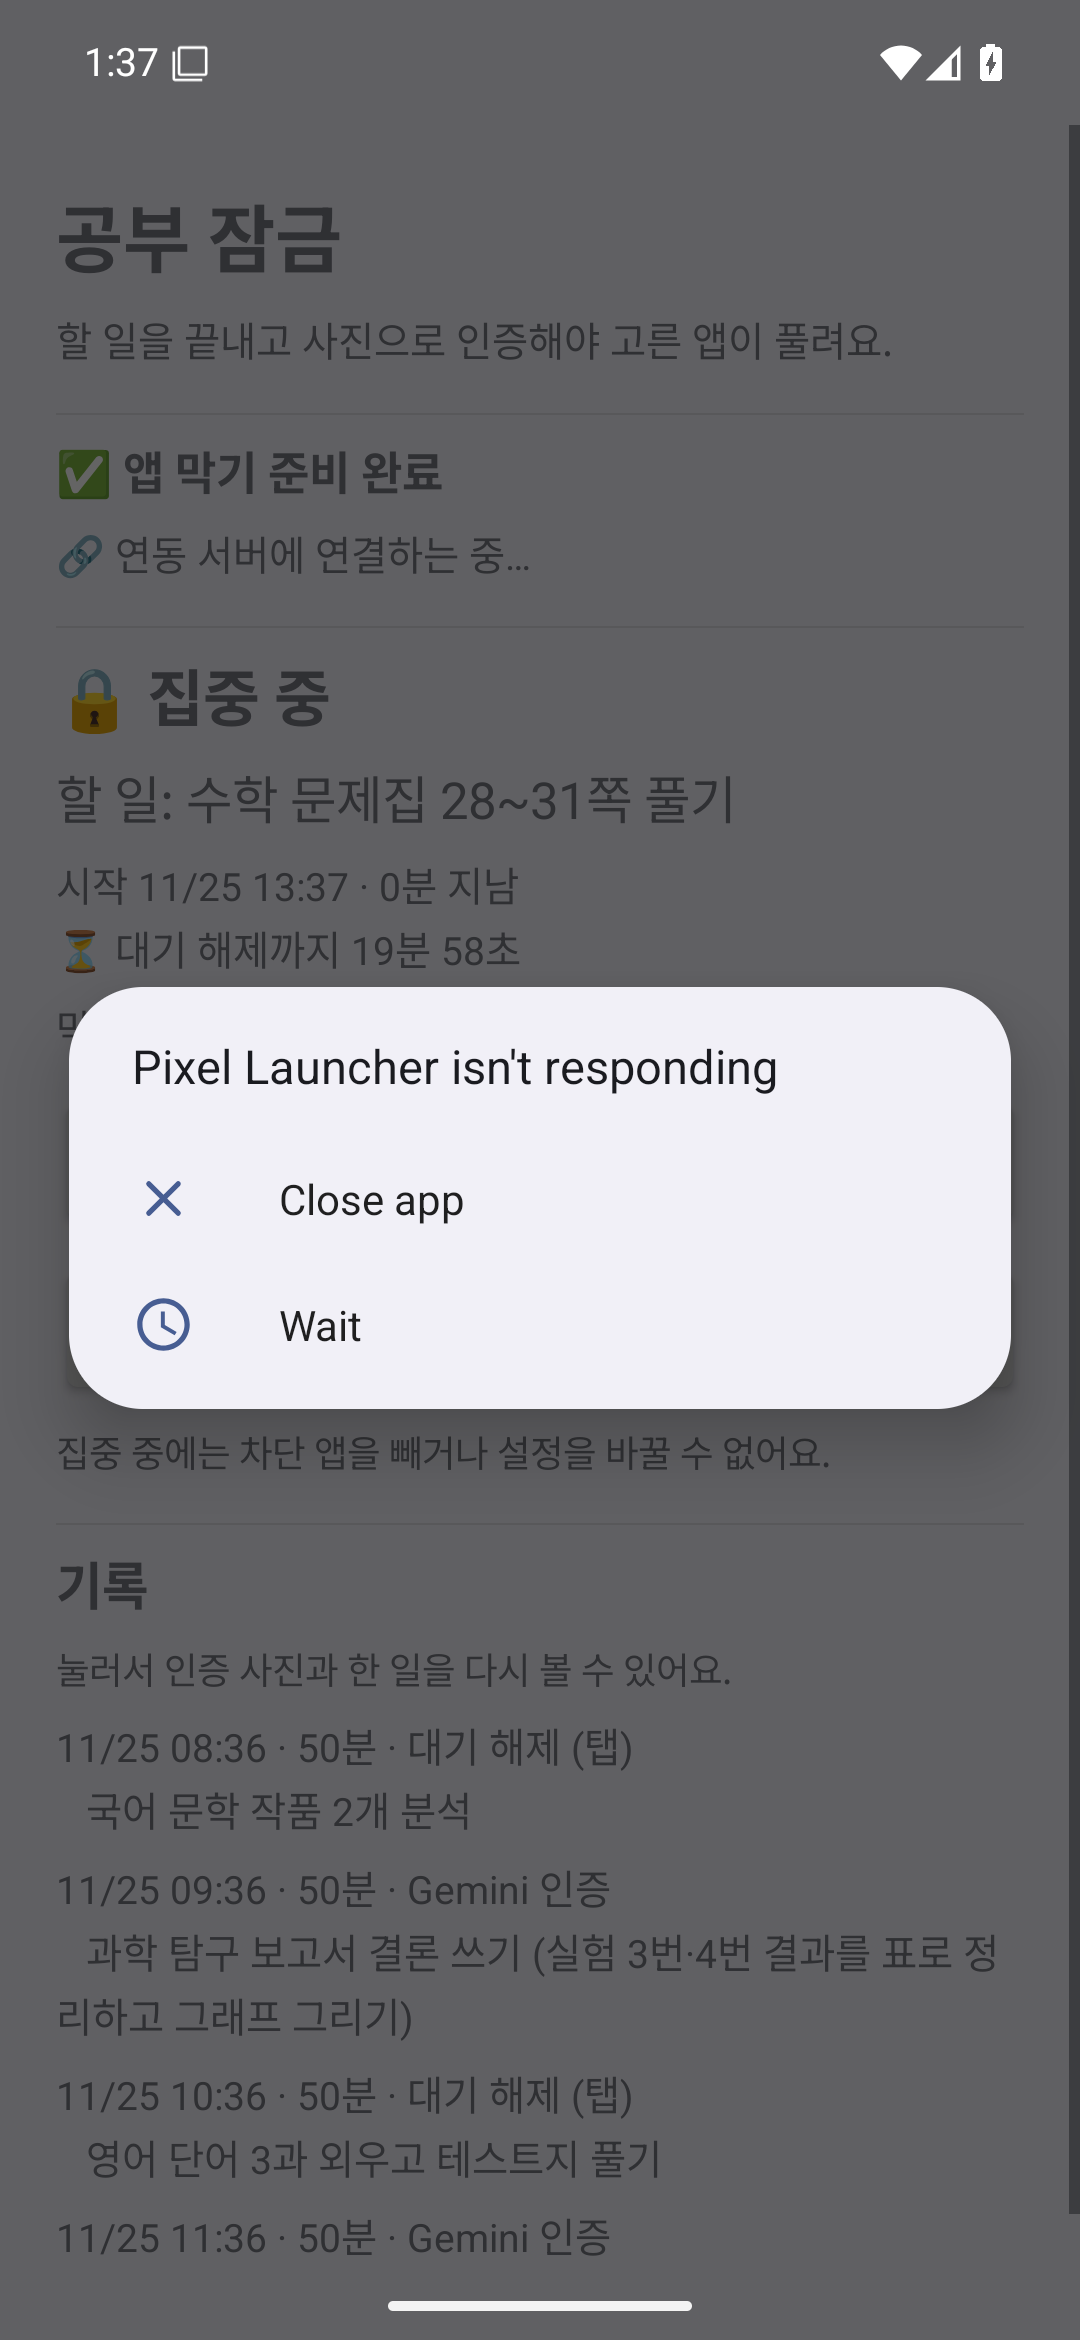 1:37
공부 잠금
할 일을 끝내고 사진으로 인증해야 고른 앱이 풀려요.
✅ 앱 막기 준비 완료
🔗 연동 서버에 연결하는 중…
🔒 집중 중
할 일: 수학 문제집 28~31쪽 풀기
시작 11/25 13:37 · 0분 지남
⏳ 대기 해제까지 19분 58초
Pixel Launcher isn't responding
Close app
Wait
집중 중에는 차단 앱을 빼거나 설정을 바꿀 수 없어요.
기록
눌러서 인증 사진과 한 일을 다시 볼 수 있어요.
11/25 08:36 · 50분 · 대기 해제 (탭)
국어 문학 작품 2개 분석
11/25 09:36 · 50분 · Gemini 인증
과학 탐구 보고서 결론 쓰기 (실험 3번·4번 결과를 표로 정
리하고 그래프 그리기)
11/25 10:36 · 50분 · 대기 해제 (탭)
영어 단어 3과 외우고 테스트지 풀기
11/25 11:36 · 50분 · Gemini 인증